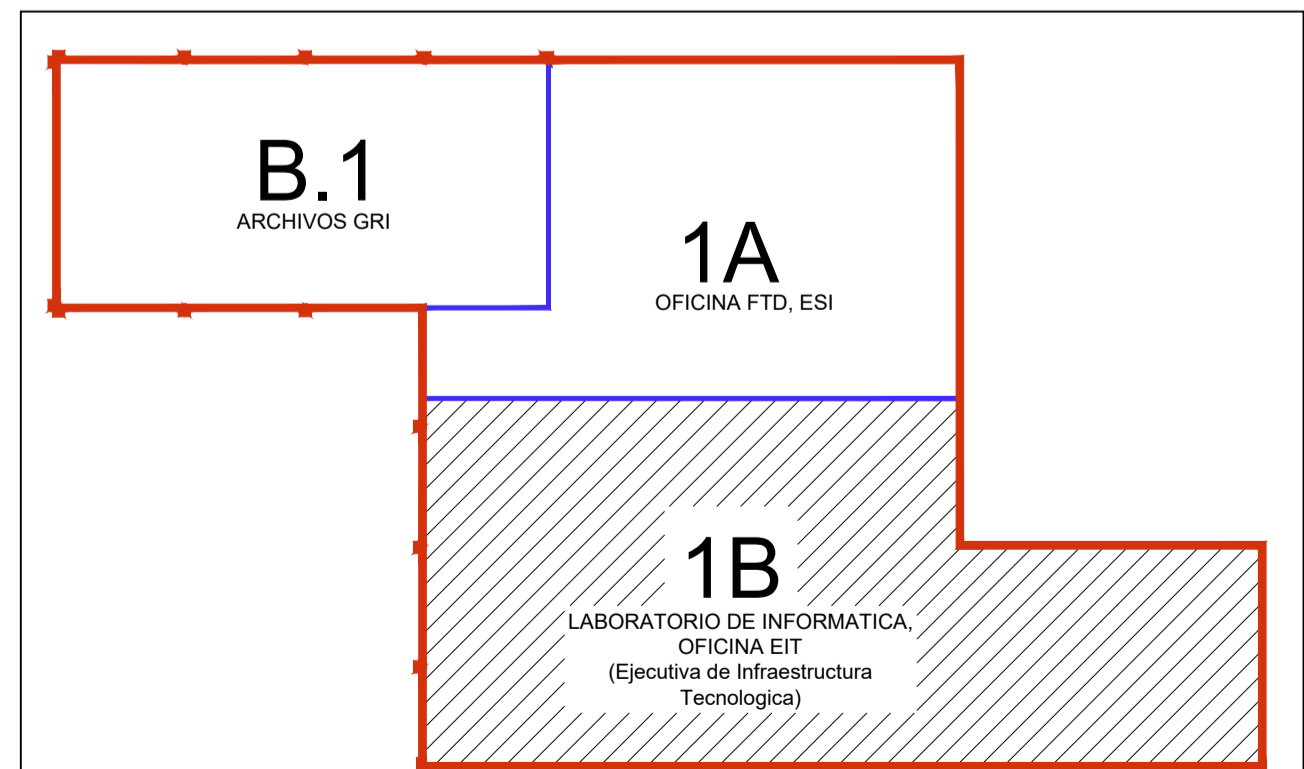 B.1
ARCHIVOS GRI
1A
OFICINA FTD, ESI
1B
LABORATORIO DE INFORMATICA,
OFICINA EIT
(Ejecutiva de Infraestructura
Tecnologica)